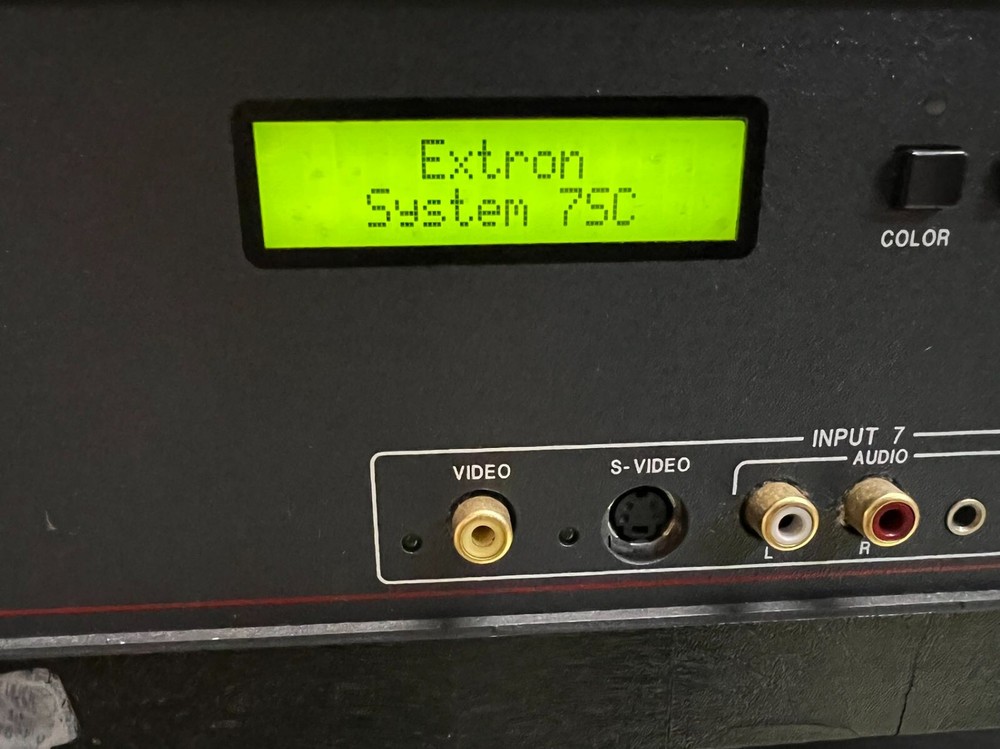 Extron
System 7SC
COLOR
INPUT 7
VIDEO
S-VIDEO
AUDIO
L
R